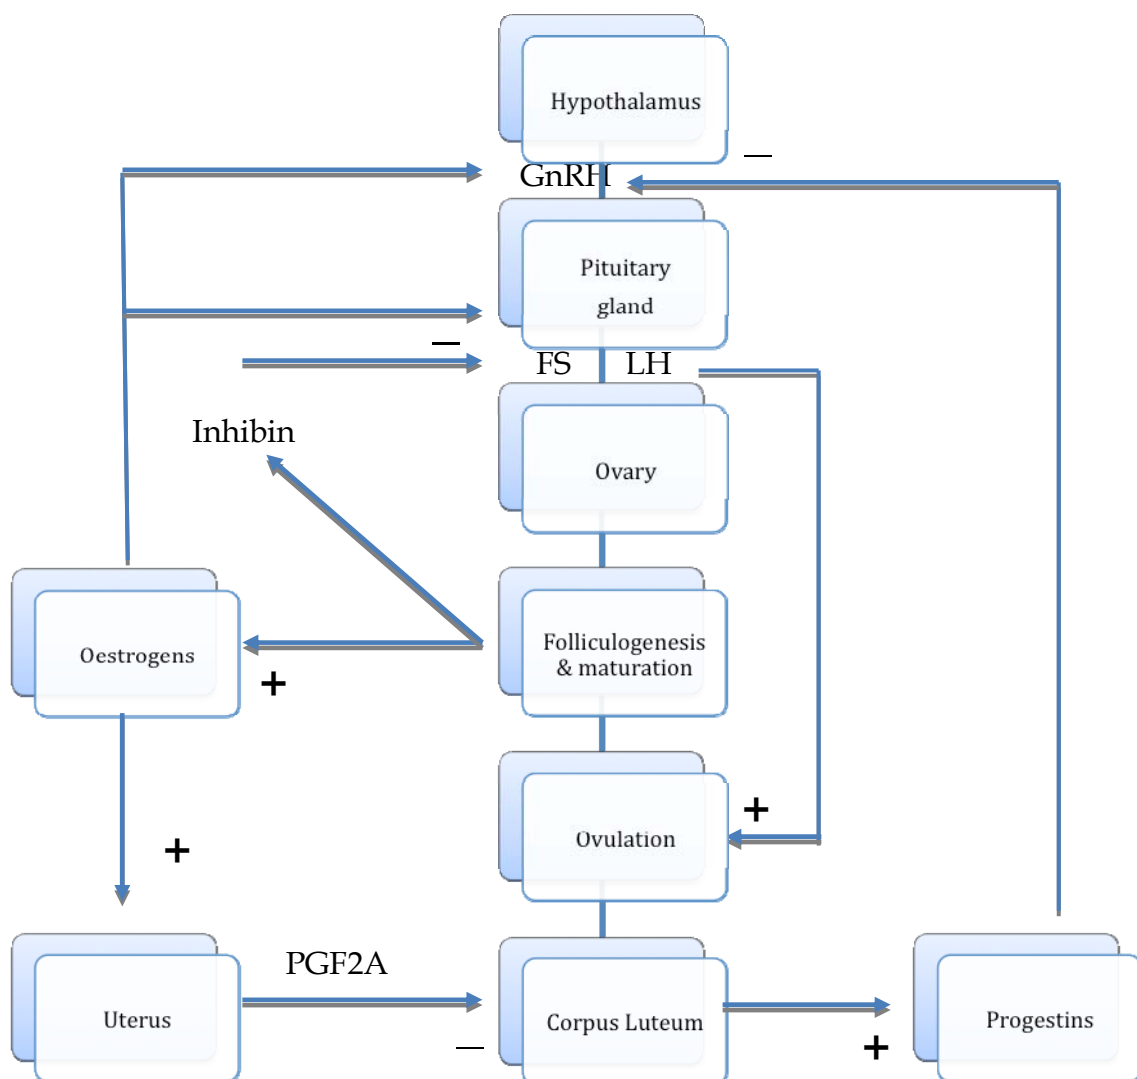 Hypothalamus
—
GnRH
Pituitary
gland
—
FS LH
Inhibin
Ovary
Oestrogens
Folliculogenesis
& maturation
+
Ovulation
+
+
PGF2A
Uterus
—
Corpus Luteum
+
Progestins